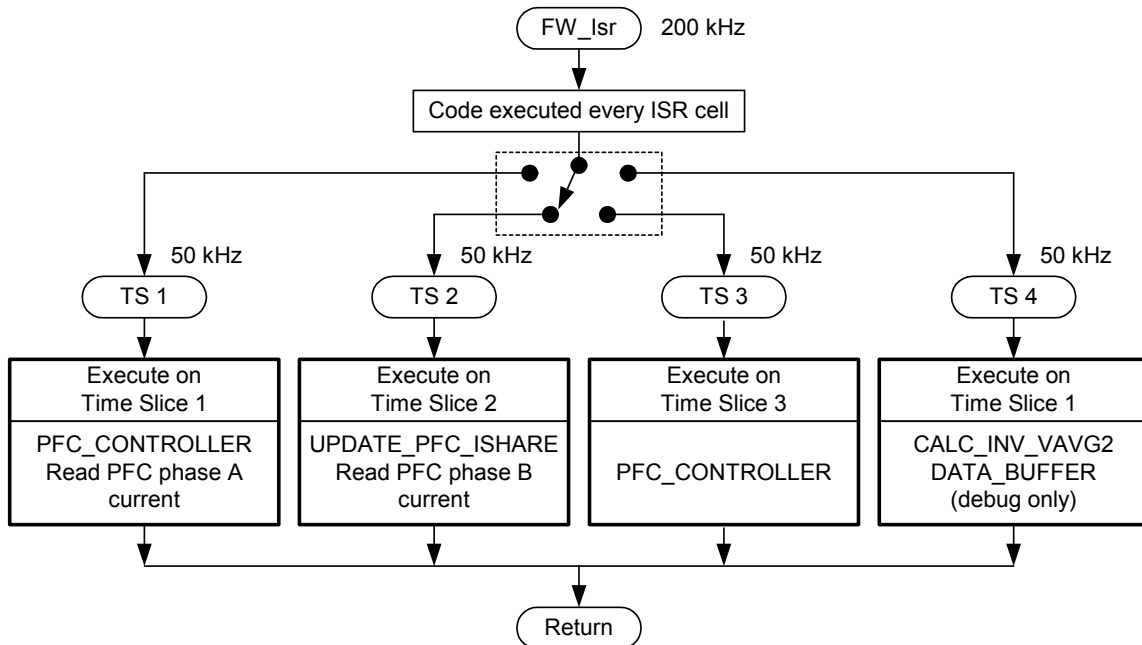 FW_Isr 200 kHz
Code executed every ISR cell
50 kHz
50 kHz
50 kHz
50 kHz
TS 1
TS 2
TS 3
TS 4
Execute on
Time Slice 1
PFC_CONTROLLER
Read PFC phase A
current
Execute on
Time Slice 2
UPDATE_PFC_ISHARE
Read PFC phase B
current
Execute on
Time Slice 3
PFC_CONTROLLER
Execute on
Time Slice 1
CALC_INV_VAVG2
DATA_BUFFER
(debug only)
Return